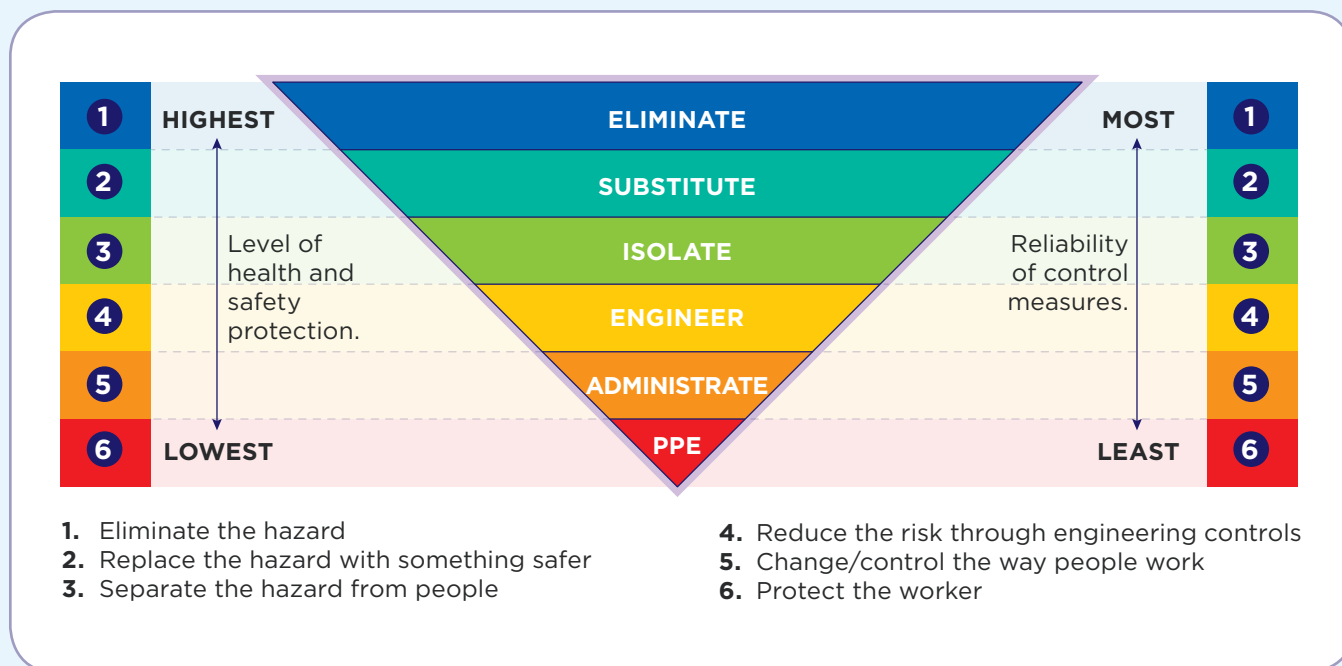 1 HIGHEST ELIMINATE MOST 1
2 SUBSTITUTE 2
3 ISOLATE 3
Level of
health and
safety
protection.
Reliability
of control
measures.
4 ENGINEER 4
5 ADMINISTRATE 5
6 LOWEST PPE LEAST 6
1. Eliminate the hazard
2. Replace the hazard with something safer
3. Separate the hazard from people
4. Reduce the risk through engineering controls
5. Change/control the way people work
6. Protect the worker